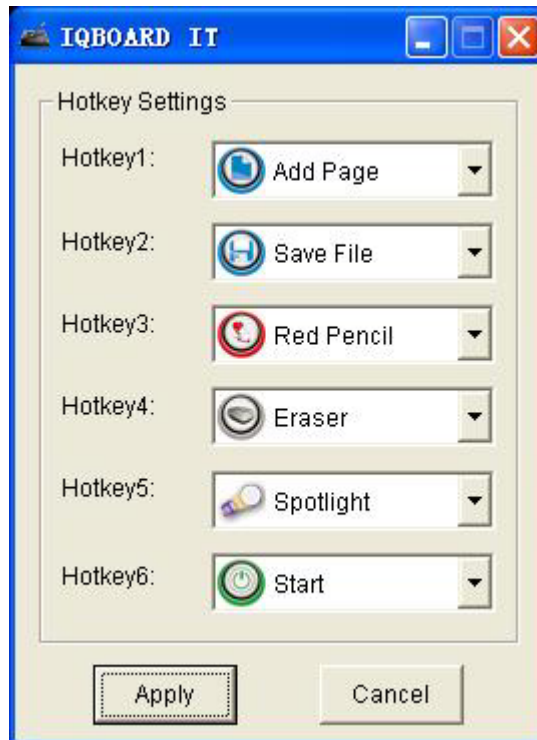 IQBOARD IT
Hotkey Settings
Hotkey1: Add Page
Hotkey2: Save File
Hotkey3: Red Pencil
Hotkey4: Eraser
Hotkey5: Spotlight
Hotkey6: Start
Apply Cancel